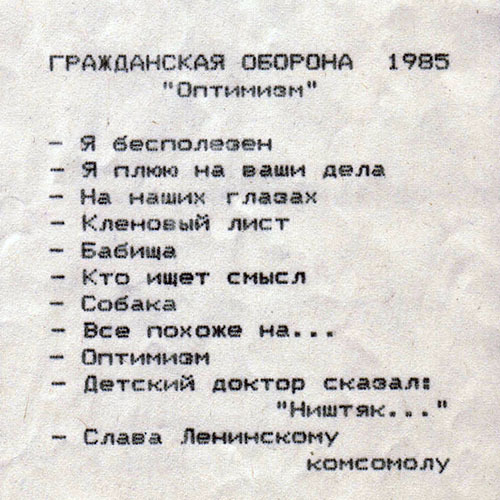 ГРАЖДАНСКАЯ ОБОРОНА 1985
"Оптимизм"
– Я бесполезен
– Я плюю на ваши дела
– На наших глазах
– Кленовый лист
– Бабища
– Кто ищет смысл
– Собака
– Все похоже на...
– Оптимизм
– Детский доктор сказал:
"Ништяк..."
– Слава Ленинскому
комсомолу